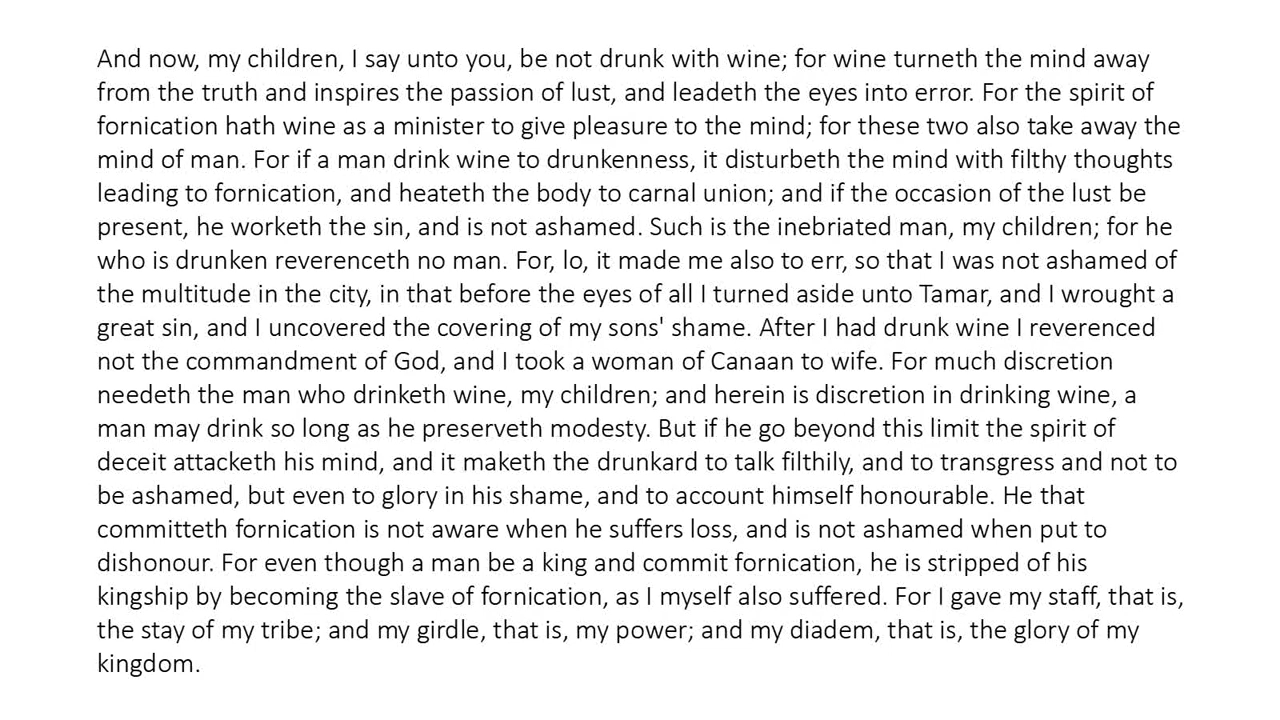 And now, my children, I say unto you, be not drunk with wine; for wine turneth the mind away
from the truth and inspires the passion of lust, and leadeth the eyes into error. For the spirit of
fornication hath wine as a minister to give pleasure to the mind; for these two also take away the
mind of man. For if a man drink wine to drunkenness, it disturbeth the mind with filthy thoughts
leading to fornication, and heateth the body to carnal union; and if the occasion of the lust be
present, he worketh the sin, and is not ashamed. Such is the inebriated man, my children; for he
who is drunken reverenceth no man. For, lo, it made me also to err, so that I was not ashamed of
the multitude in the city, in that before the eyes of all I turned aside unto Tamar, and I wrought a
great sin, and I uncovered the covering of my sons' shame. After I had drunk wine I reverenced
not the commandment of God, and I took a woman of Canaan to wife. For much discretion
needeth the man who drinketh wine, my children; and herein is discretion in drinking wine, a
man may drink so long as he preserveth modesty. But if he go beyond this limit the spirit of
deceit attacketh his mind, and it maketh the drunkard to talk filthily, and to transgress and not to
be ashamed, but even to glory in his shame, and to account himself honourable. He that
committeth fornication is not aware when he suffers loss, and is not ashamed when put to
dishonour. For even though a man be a king and commit fornication, he is stripped of his
kingship by becoming the slave of fornication, as I myself also suffered. For I gave my staff, that is,
the stay of my tribe; and my girdle, that is, my power; and my diadem, that is, the glory of my
kingdom.